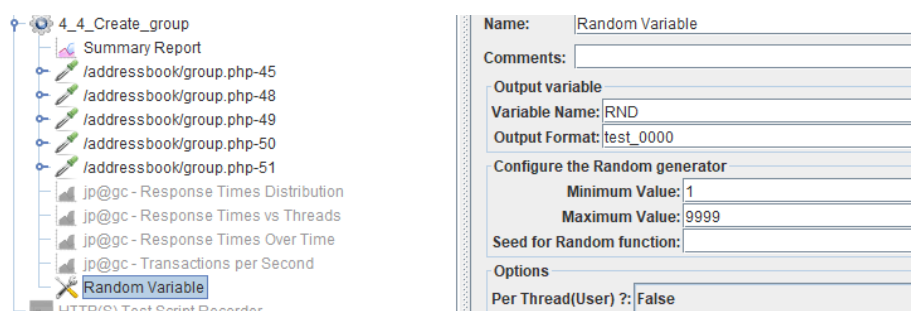 4_4_Create_group
Summary Report
/addressbook/group.php-45
/addressbook/group.php-48
/addressbook/group.php-49
/addressbook/group.php-50
/addressbook/group.php-51
jp@gc - Response Times Distribution
jp@gc - Response Times vs Threads
jp@gc - Response Times Over Time
jp@gc - Transactions per Second
Random Variable
HTTP(S) Test Script Recorder
Name: Random Variable
Comments:
Output variable
Variable Name: RND
Output Format: test_0000
Configure the Random generator
Minimum Value: 1
Maximum Value: 9999
Seed for Random function:
Options
Per Thread(User) ?: False